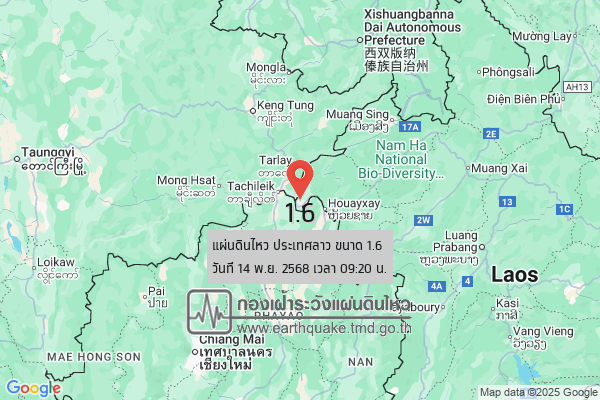 Xishuangbanna
Dai Autonomous
Prefecture
西双版纳
傣族自治州
Mường Lay
Mongla
မိုင်းလား
Phôngsali
AH13
Keng Tung
ကျိုင်းတုံ
Muang Sing
ເມືອງສິງ
Điện Biên Phủ
17A
2E
Taunggyi
တောင်ကြီးမြို့
Nam Ha
National
Bio-Diversity...
Tarlay
Muang Xai
Mong Hsat
မိုင်းဆတ်
Tachileik
တာချီလိတ်
Houayxay
ຫ້ວຍຊາຍ
13C
1.6
2W
Loikaw
လွိုင်ကော်
Luang
Prabang
ຫຼວງພະບາງ
แผ่นดินไหว ประเทศลาว ขนาด 1.6
วันที่ 14 พ.ย. 2568 เวลา 09:20 น.
Laos
4A
4
1D
Pai
ปาย
กองเฝ้าระวังแผ่นดินไหว
www.earthquake.tmd.go.th
PHAYAO
Kasi
ກາສີ
Chiang Mai
เทศบาลนคร
เชียงใหม่
Vang Vieng
ວັງວຽງ
MAE HONG SON
NAN
Google
Map data ©2025 Google